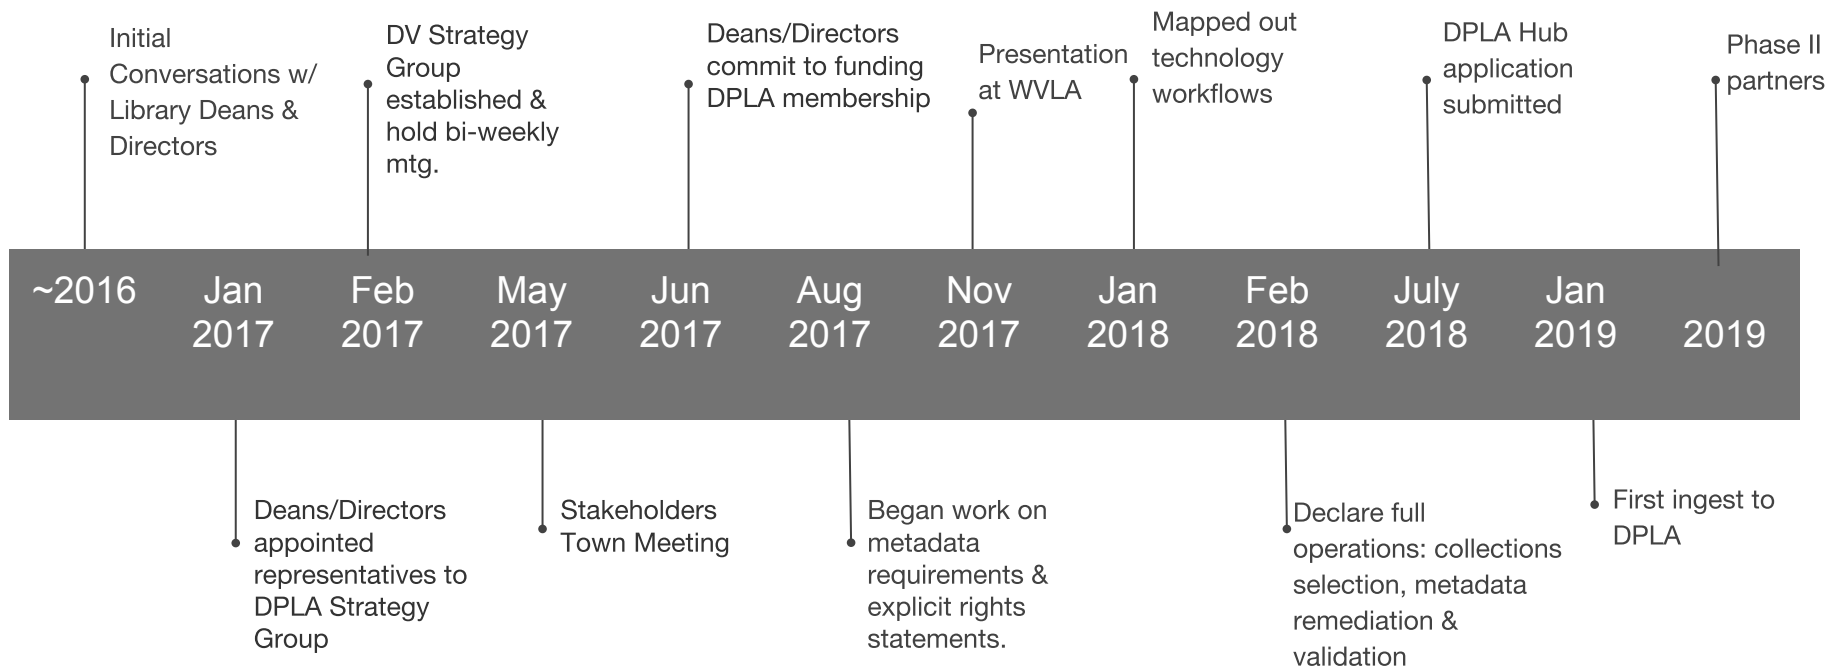 Initial
Conversations w/
Library Deans &
Directors
DV Strategy
Group
established &
hold bi-weekly
mtg.
Deans/Directors
commit to funding
DPLA membership
Presentation
at WVLA
Mapped out
technology
workflows
DPLA Hub
application
submitted
Phase II
partners
~2016
Jan
2017
Feb
2017
May
2017
Jun
2017
Aug
2017
Nov
2017
Jan
2018
Feb
2018
July
2018
Jan
2019
2019
Deans/Directors
appointed
representatives to
DPLA Strategy
Group
Stakeholders
Town Meeting
Began work on
metadata
requirements &
explicit rights
statements.
Declare full
operations: collections
selection, metadata
remediation &
validation
First ingest to
DPLA